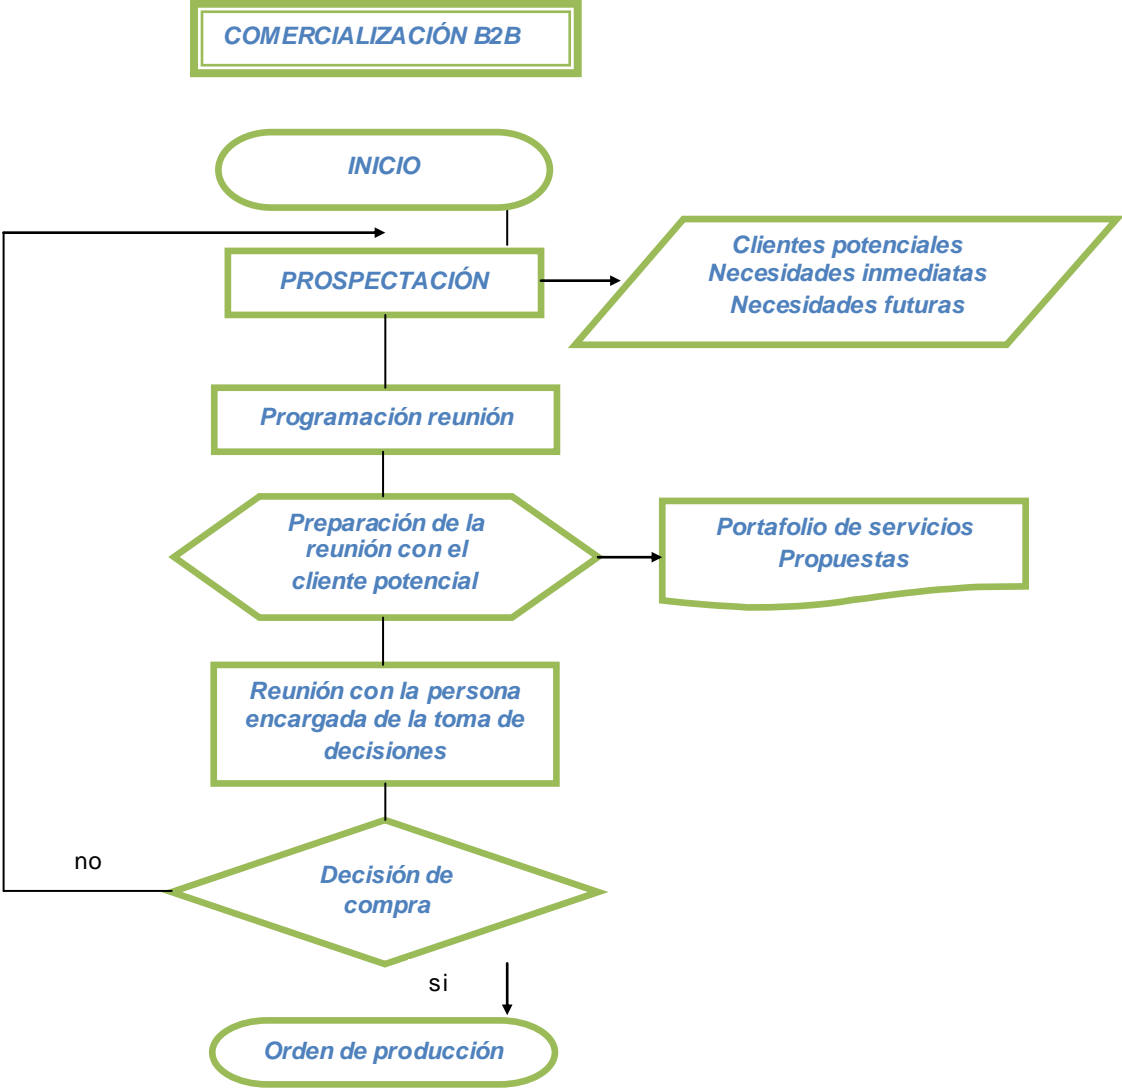 COMERCIALIZACIÓN B2B
INICIO
PROSPECTACIÓN
Clientes potenciales
Necesidades inmediatas
Necesidades futuras
Programación reunión
Preparación de la
reunión con el
cliente potencial
Portafolio de servicios
Propuestas
Reunión con la persona
encargada de la toma de
decisiones
no
Decisión de
compra
si
Orden de producción